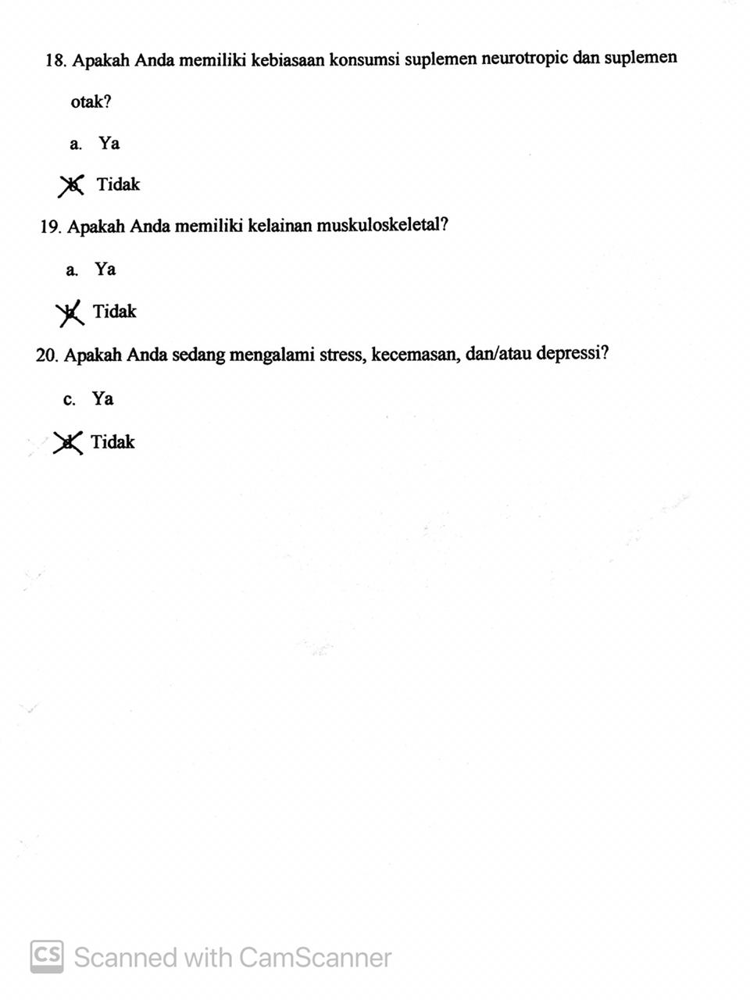 18. Apakah Anda memiliki kebiasaan konsumsi suplemen neurotropic dan suplemen
otak?
a. Ya
b. Tidak
19. Apakah Anda memiliki kelainan muskuloskeletal?
a. Ya
b. Tidak
20. Apakah Anda sedang mengalami stress, kecemasan, dan/atau depressi?
c. Ya
d. Tidak
CS Scanned with CamScanner